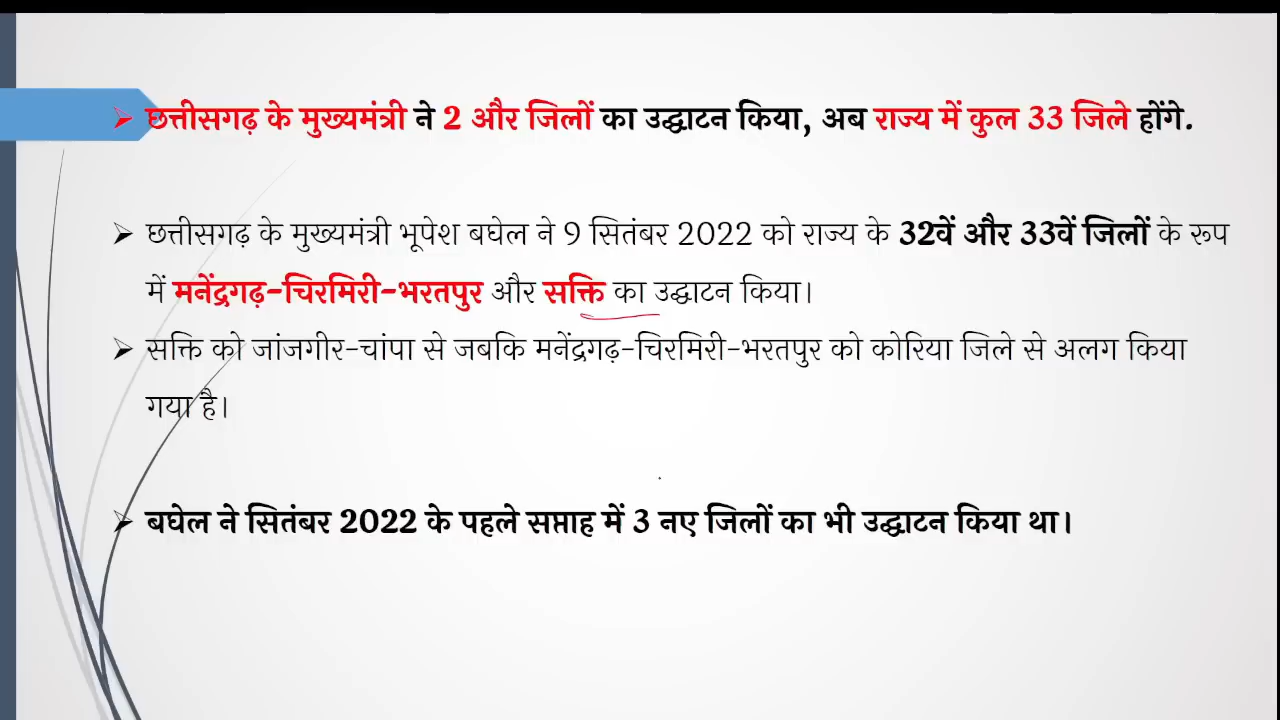 ➢ छत्तीसगढ़ के मुख्यमंत्री ने 2 और जिलों का उद्घाटन किया, अब राज्य में कुल 33 जिले होंगे.
➢ छत्तीसगढ़ के मुख्यमंत्री भूपेश बघेल ने 9 सितंबर 2022 को राज्य के 32वें और 33वें जिलों के रूप
में मनेंद्रगढ़-चिरमिरी-भरतपुर और सक्ति का उद्घाटन किया।
➢ सक्ति को जांजगीर-चांपा से जबकि मनेंद्रगढ़-चिरमिरी-भरतपुर को कोरिया जिले से अलग किया
गया है।
➢ बघेल ने सितंबर 2022 के पहले सप्ताह में 3 नए जिलों का भी उद्घाटन किया था।